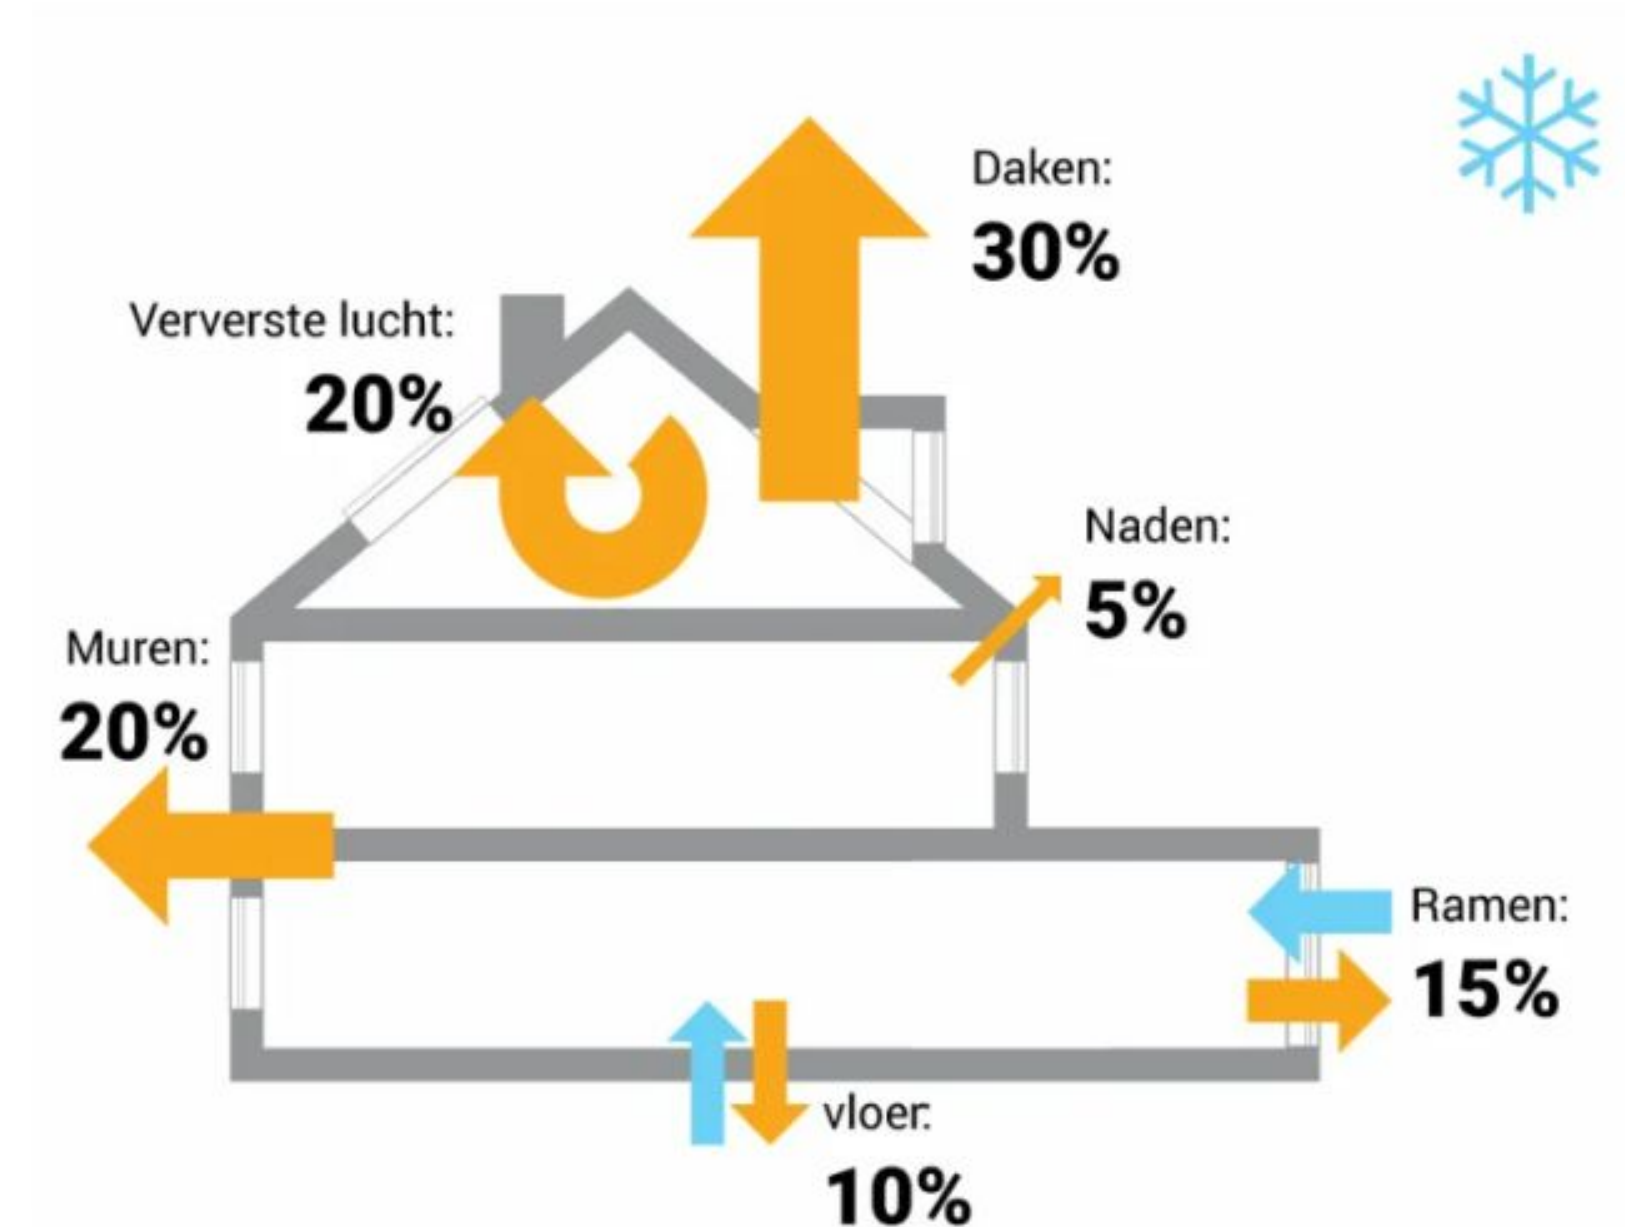 Daken:
30%
Ververste lucht:
20%
Naden:
5%
Muren:
20%
Ramen:
15%
vloer:
10%